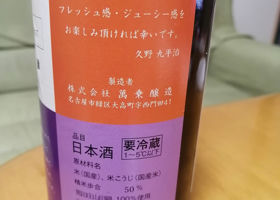 フレッシュ感・ジューシー感を
お楽しみ頂ければ幸いです。
久野 九平治
製造者
株式会社 萬乗醸造
名古屋市緑区大高町字西門田41
品目
日本酒
要冷蔵
1～5℃以下
原材料名
米(国産)、米こうじ(国産米)
精米歩合 50%
100%使用